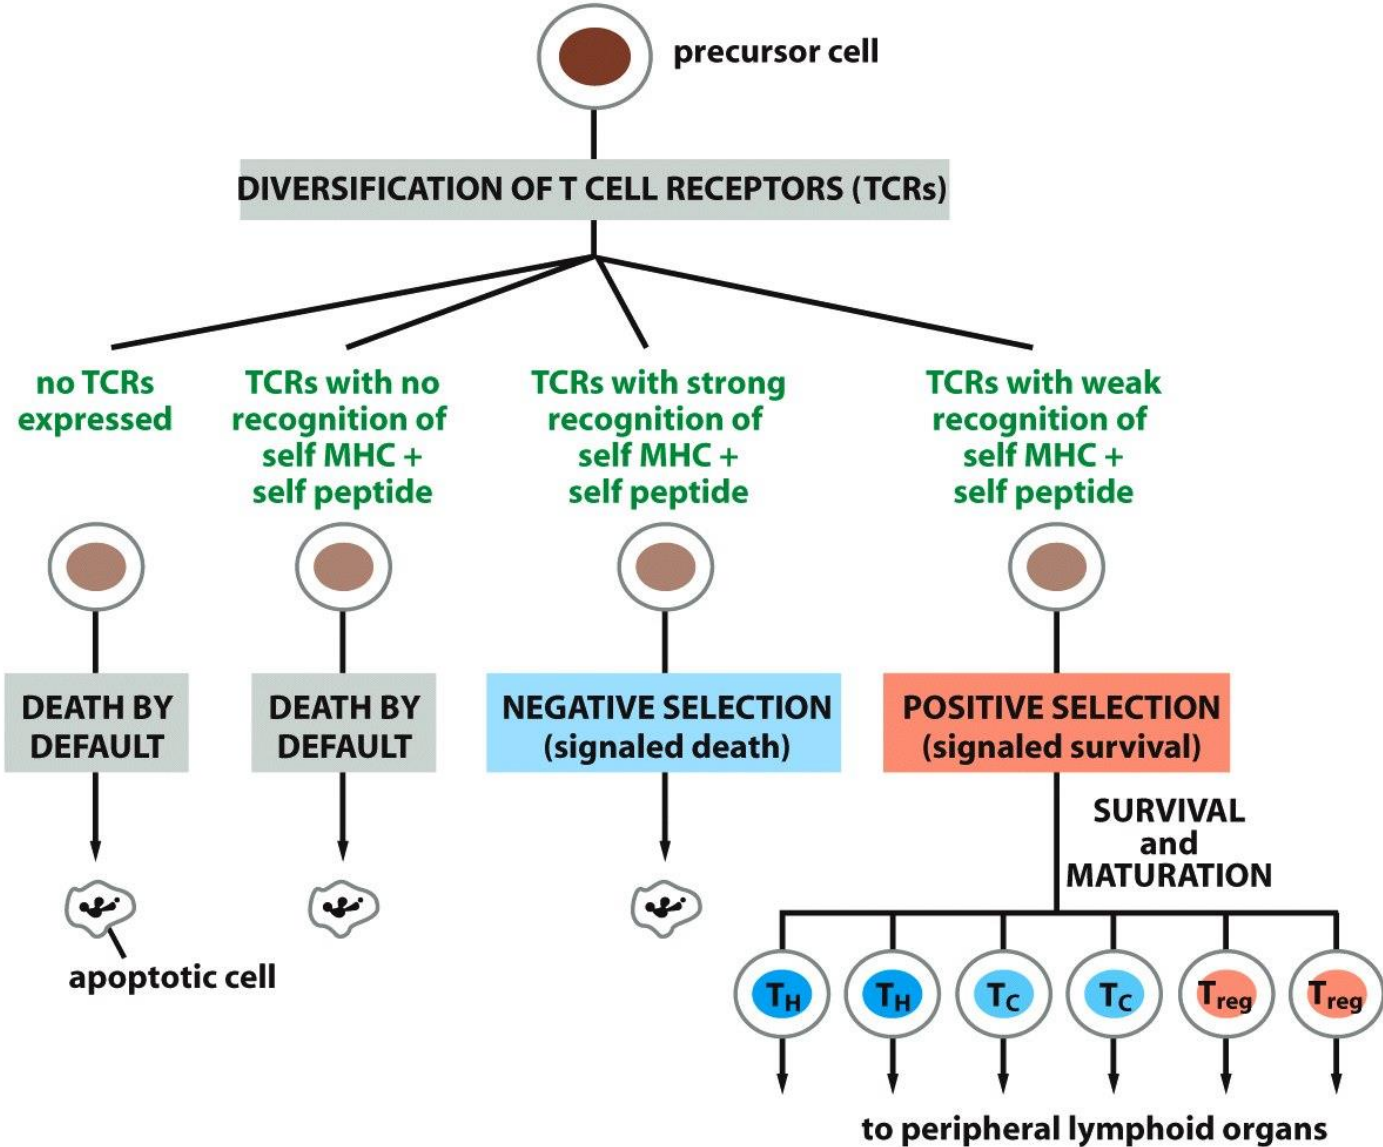 precursor cell
DIVERSIFICATION OF T CELL RECEPTORS (TCRs)
no TCRs
expressed
TCRs with no
recognition of
self MHC +
self peptide
TCRs with strong
recognition of
self MHC +
self peptide
TCRs with weak
recognition of
self MHC +
self peptide
DEATH BY
DEFAULT
DEATH BY
DEFAULT
NEGATIVE SELECTION
(signaled death)
POSITIVE SELECTION
(signaled survival)
SURVIVAL
and
MATURATION
apoptotic cell
TH
TH
TC
TC
Treg
Treg
to peripheral lymphoid organs